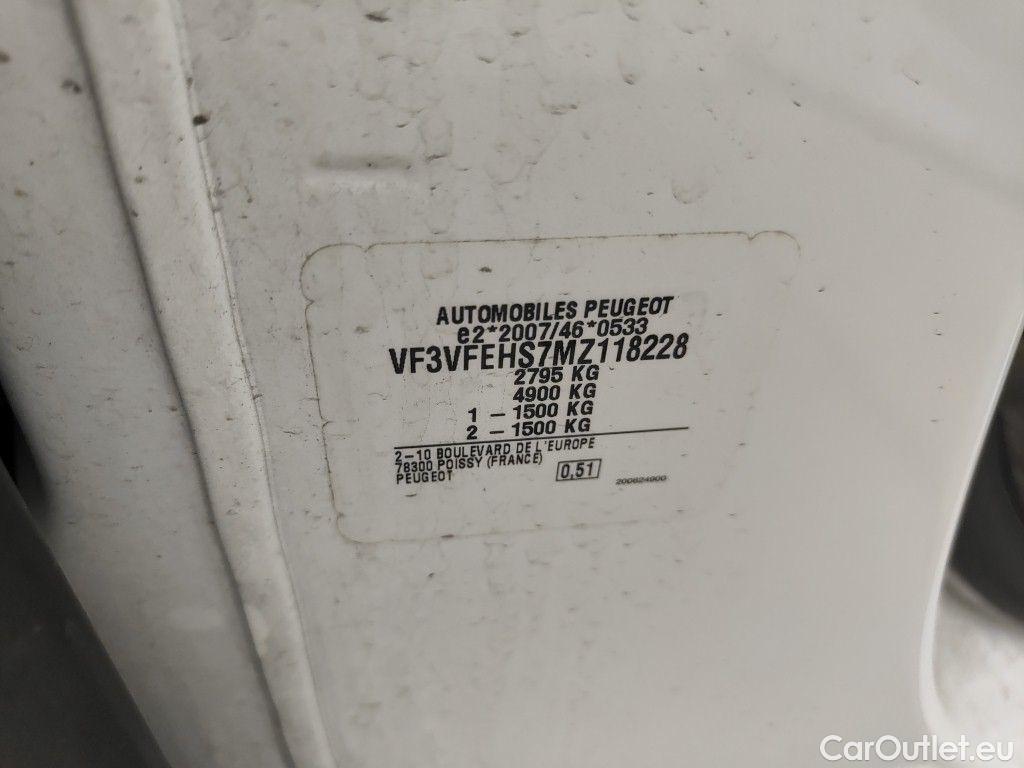 AUTOMOBILES PEUGEOT
e2*2007/46*0533
VF3VFEHS7MZ118228
2795 KG
4900 KG
1 – 1500 KG
2 – 1500 KG
2–10 BOULEVARD DE L'EUROPE
78300 POISSY (FRANCE)
PEUGEOT
0,51
200624900
CarOutlet.eu